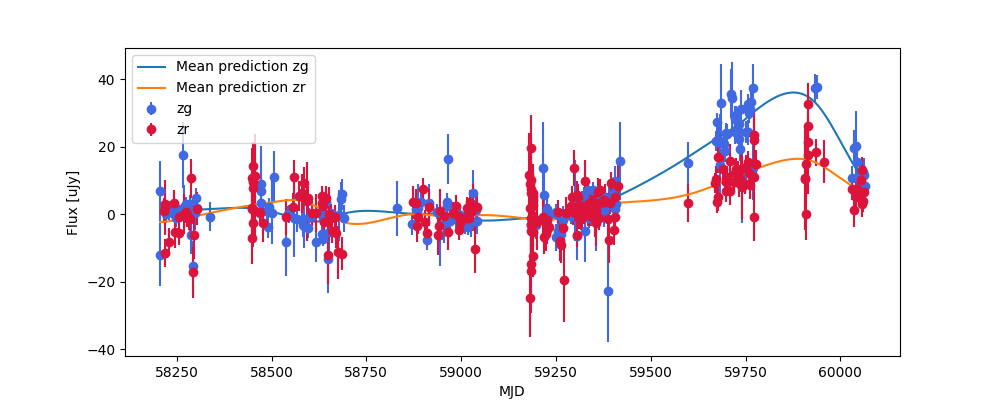 Mean prediction zg
Mean prediction zr
zg
zr
Flux [uJy]
40
20
0
−20
−40
58250
58500
58750
59000
59250
59500
59750
60000
MJD